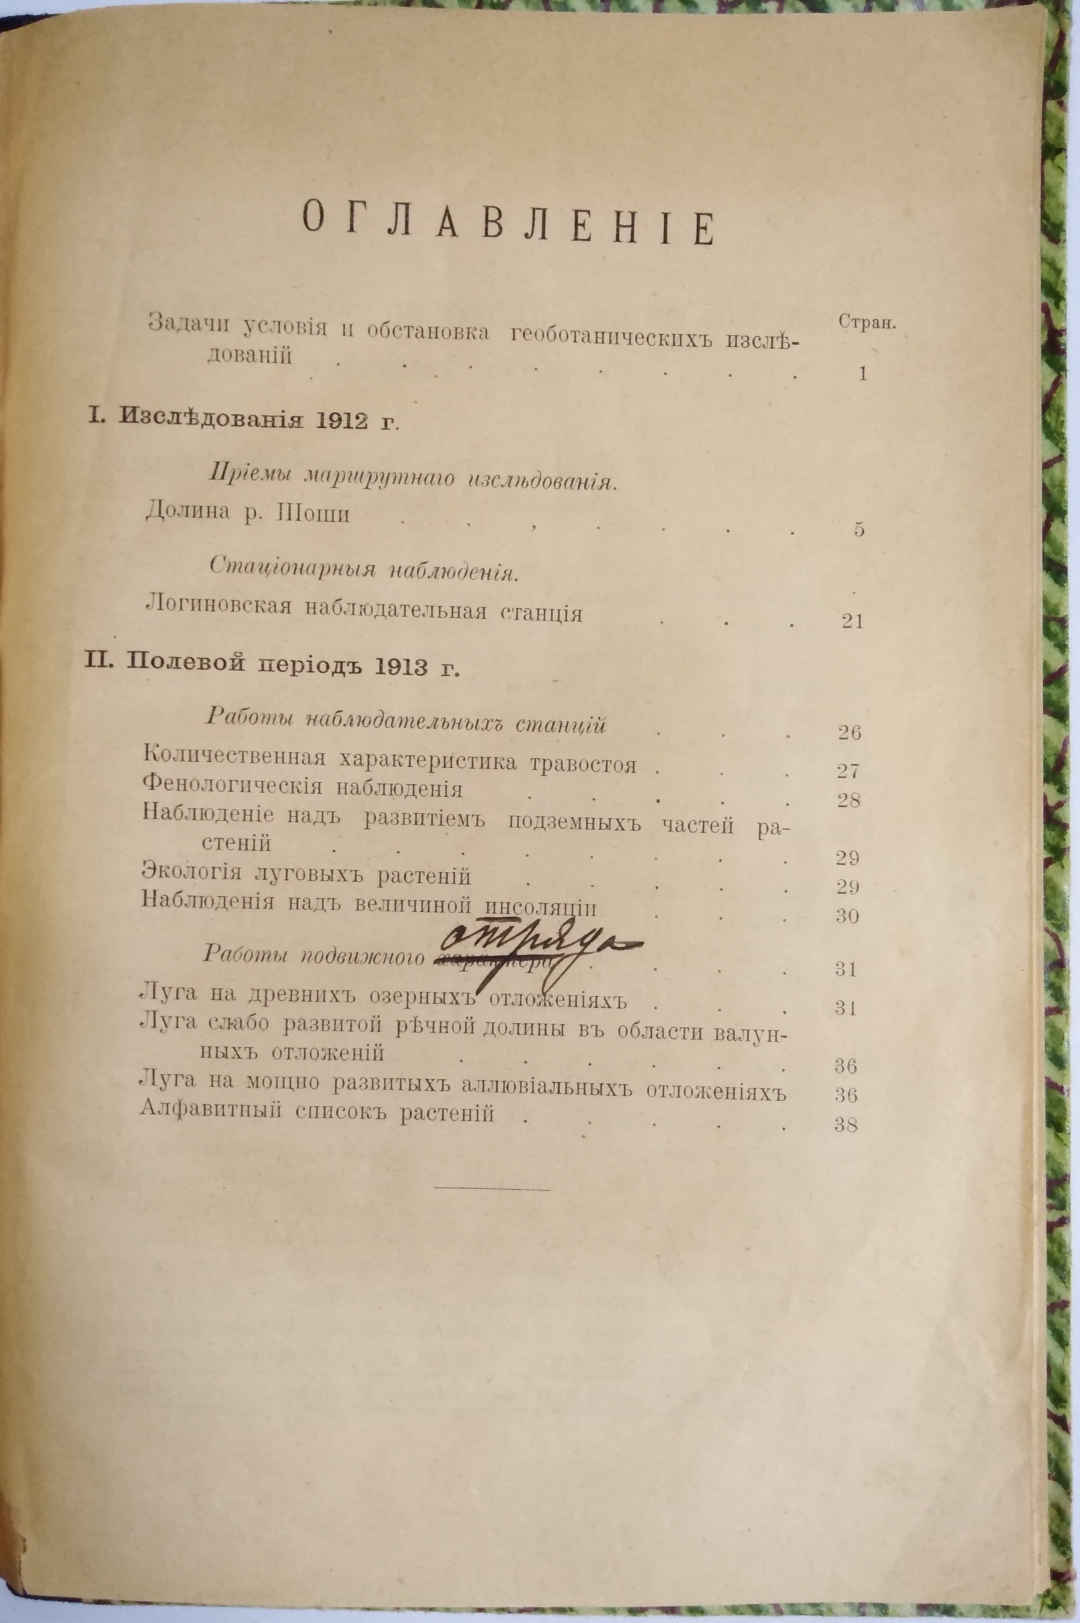 ОГЛАВЛЕНІЕ
Стран.
Задачи условія и обстановка геоботаническихъ изслѣ-
дованій . . . . . . . . 1
I. Изслѣдованія 1912 г.
Пріемы маршрутнаго изслѣдованія.
Долина р. Шоши . . . . . . . 5
Стаціонарныя наблюденія.
Логиновская наблюдательная станція . . . 21
II. Полевой періодъ 1913 г.
Работы наблюдательныхъ станцій . . . 26
Количественная характеристика травостоя . . . 27
Фенологическія наблюденія . . . . . 28
Наблюденіе надъ развитіемъ подземныхъ частей ра-
стеній . . . . . . . . 29
Экологія луговыхъ растеній . . . . . 29
Наблюденія надъ величиной инсоляціи . . . 30
отряда
Работы подвижного характера . . . . 31
Луга на древнихъ озерныхъ отложеніяхъ . . . 31
Луга слабо развитой рѣчной долины въ области валун-
ныхъ отложеній . . . . . . 36
Луга на мощно развитыхъ аллювіальныхъ отложеніяхъ 36
Алфавитный списокъ растеній . . . . . 38